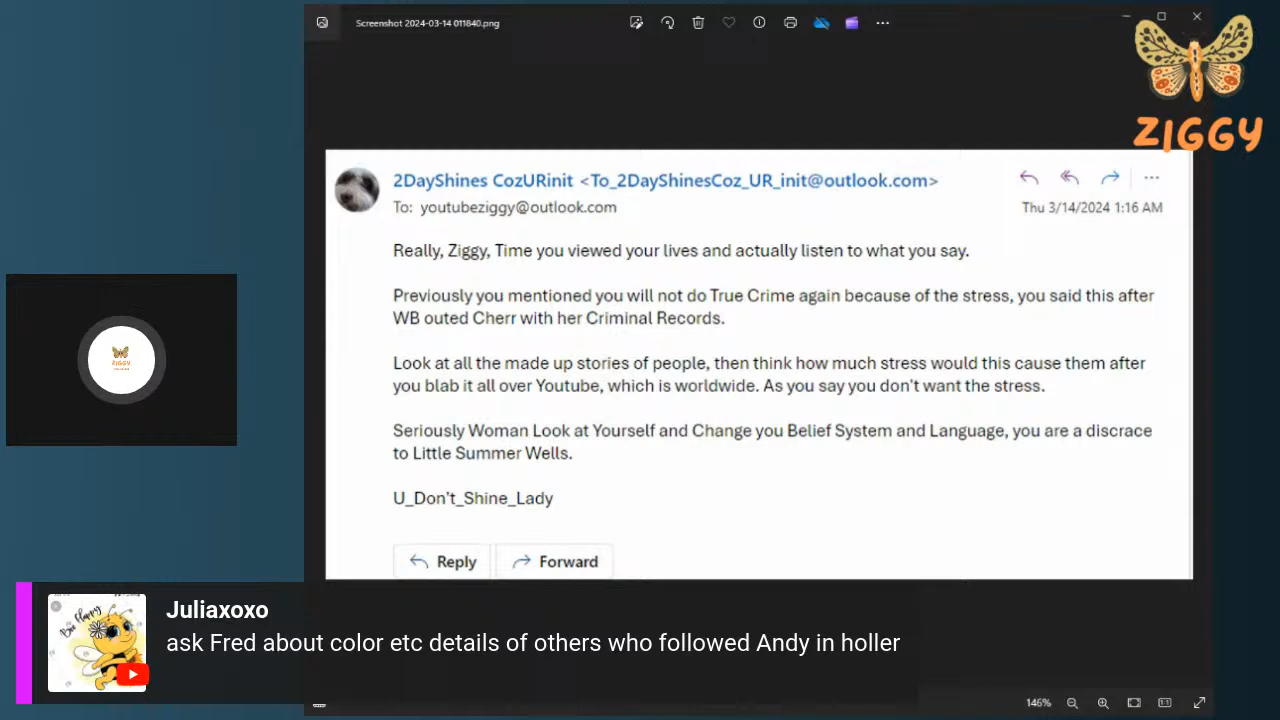 Screenshot 2024-03-14 011840.png
ZIGGY
2DayShines CozURinit <To_2DayShinesCoz_UR_init@outlook.com>
To: youtubeziggy@outlook.com
Thu 3/14/2024 1:16 AM
Really, Ziggy, Time you viewed your lives and actually listen to what you say.
Previously you mentioned you will not do True Crime again because of the stress, you said this after
WB outed Cherr with her Criminal Records.
Look at all the made up stories of people, then think how much stress would this cause them after
you blab it all over Youtube, which is worldwide. As you say you don't want the stress.
Seriously Woman Look at Yourself and Change you Belief System and Language, you are a discrace
to Little Summer Wells.
U_Don't_Shine_Lady
Reply
Forward
ZIGGY
Bee Happy
Juliaxoxo
ask Fred about color etc details of others who followed Andy in holler
146%